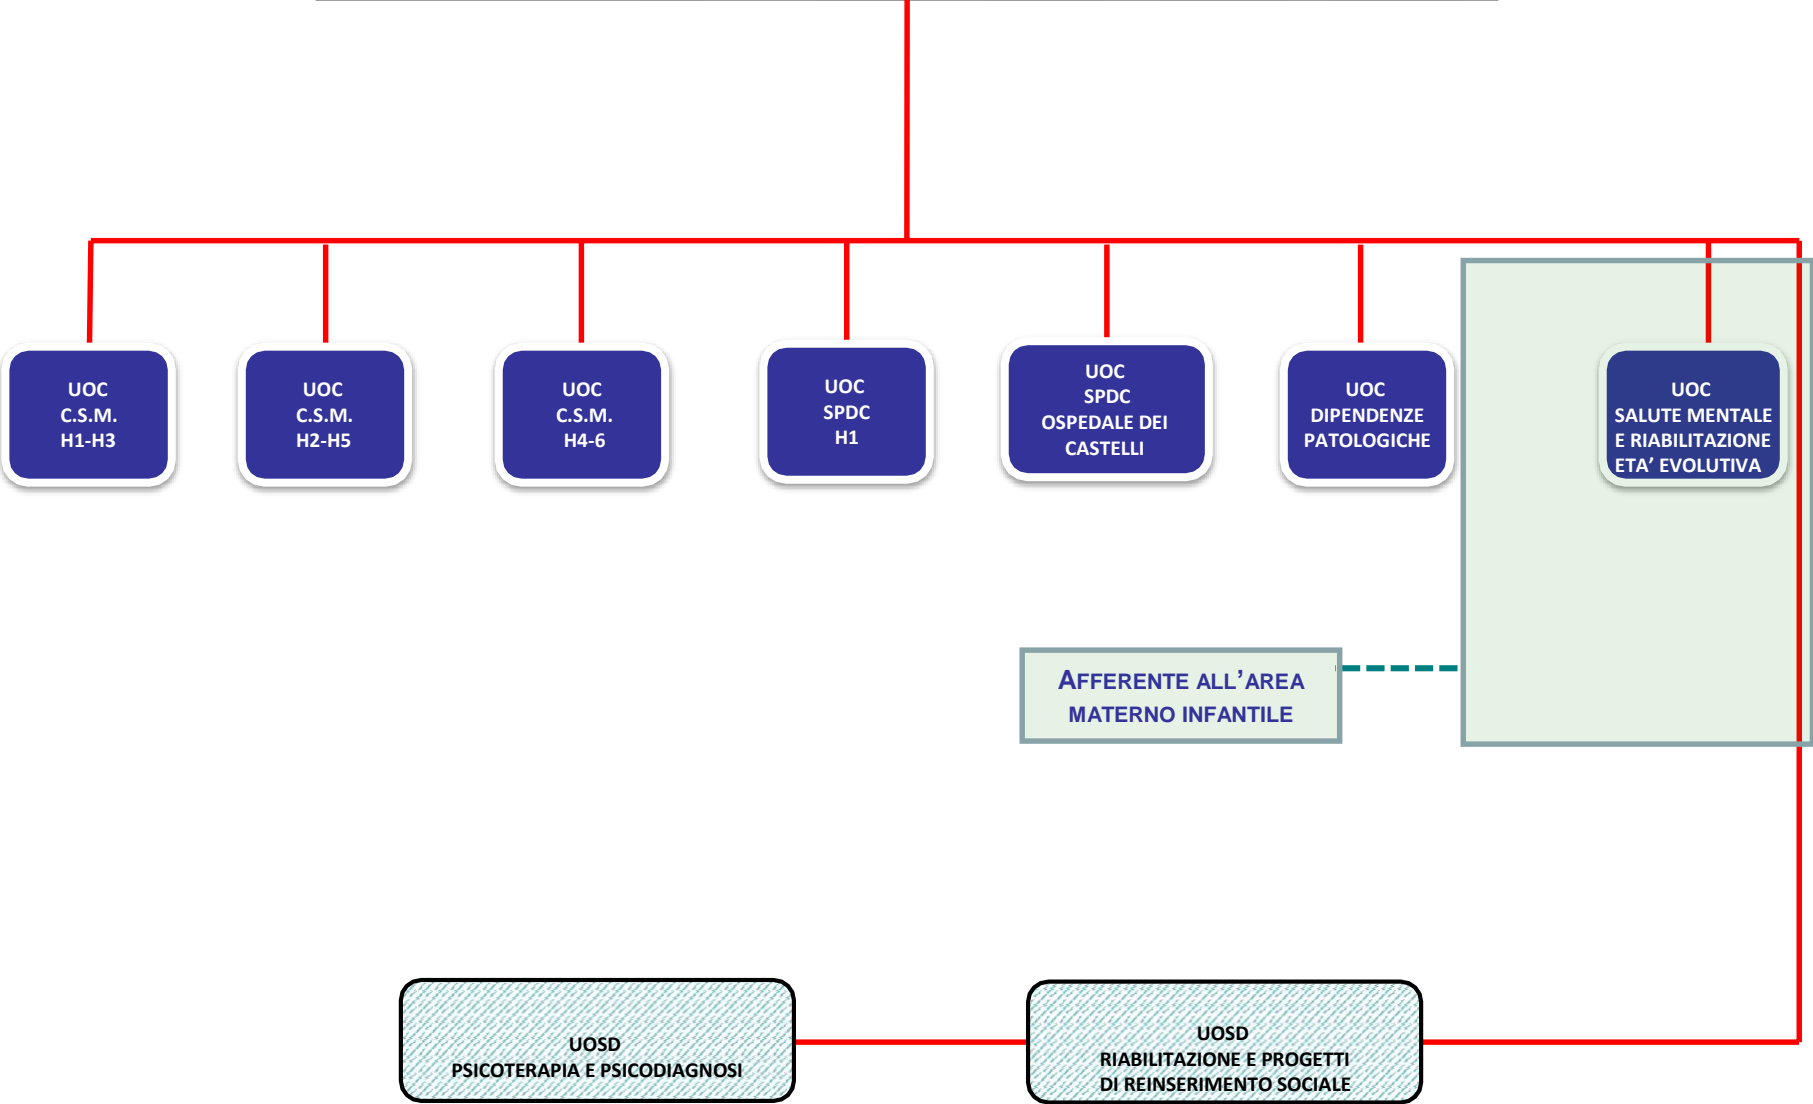 UOC
C.S.M.
H1-H3
UOC
C.S.M.
H2-H5
UOC
C.S.M.
H4-6
UOC
SPDC
H1
UOC
SPDC
OSPEDALE DEI
CASTELLI
UOC
DIPENDENZE
PATOLOGICHE
UOC
SALUTE MENTALE
E RIABILITAZIONE
ETA’ EVOLUTIVA
AFFERENTE ALL’AREA
MATERNO INFANTILE
UOSD
PSICOTERAPIA E PSICODIAGNOSI
UOSD
RIABILITAZIONE E PROGETTI
DI REINSERIMENTO SOCIALE